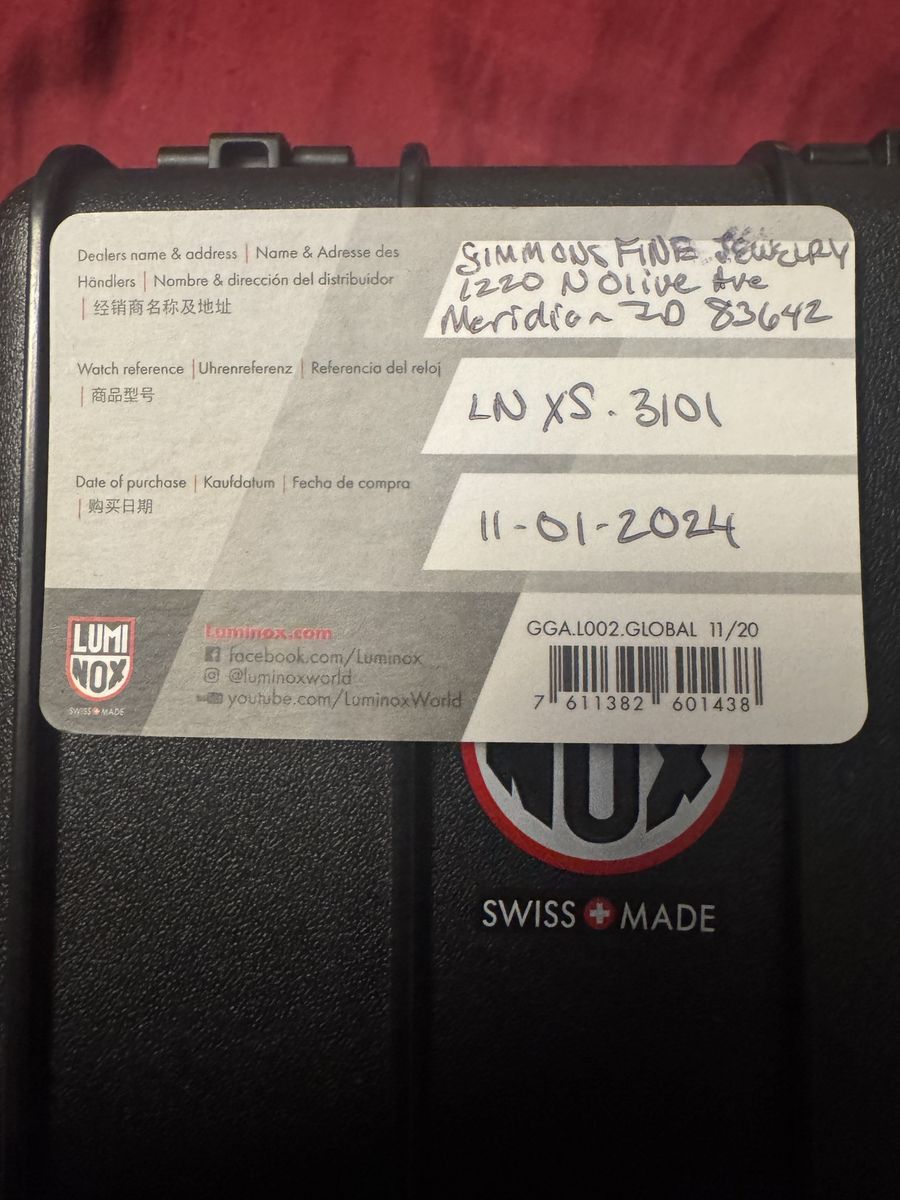 Dealers name & address | Name & Adresse des
Händlers | Nombre & dirección del distribuidor
| 经销商名称及地址
SIMMONS FINE JEWELRY
1220 N Olive Ave
Meridian ID 83642
Watch reference | Uhrenreferenz | Referencia del reloj
| 商品型号
LN XS. 3101
Date of purchase | Kaufdatum | Fecha de compra
| 购买日期
11-01-2024
LUMI
NOX
SWISS MADE
Luminox.com
facebook.com/Luminox
@luminoxworld
youtube.com/LuminoxWorld
GGA.L002.GLOBAL 11/20
7 611382 601438
NOX
SWISS MADE